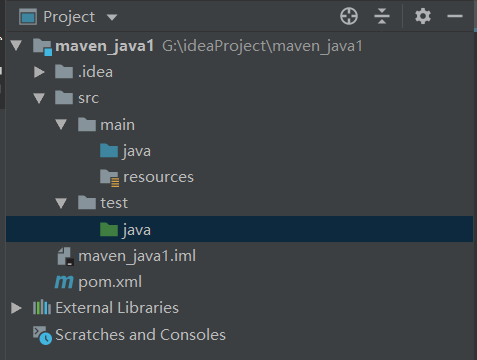 Project
maven_java1 G:\ideaProject\maven_java1
.idea
src
main
java
resources
test
java
maven_java1.iml
pom.xml
External Libraries
Scratches and Consoles